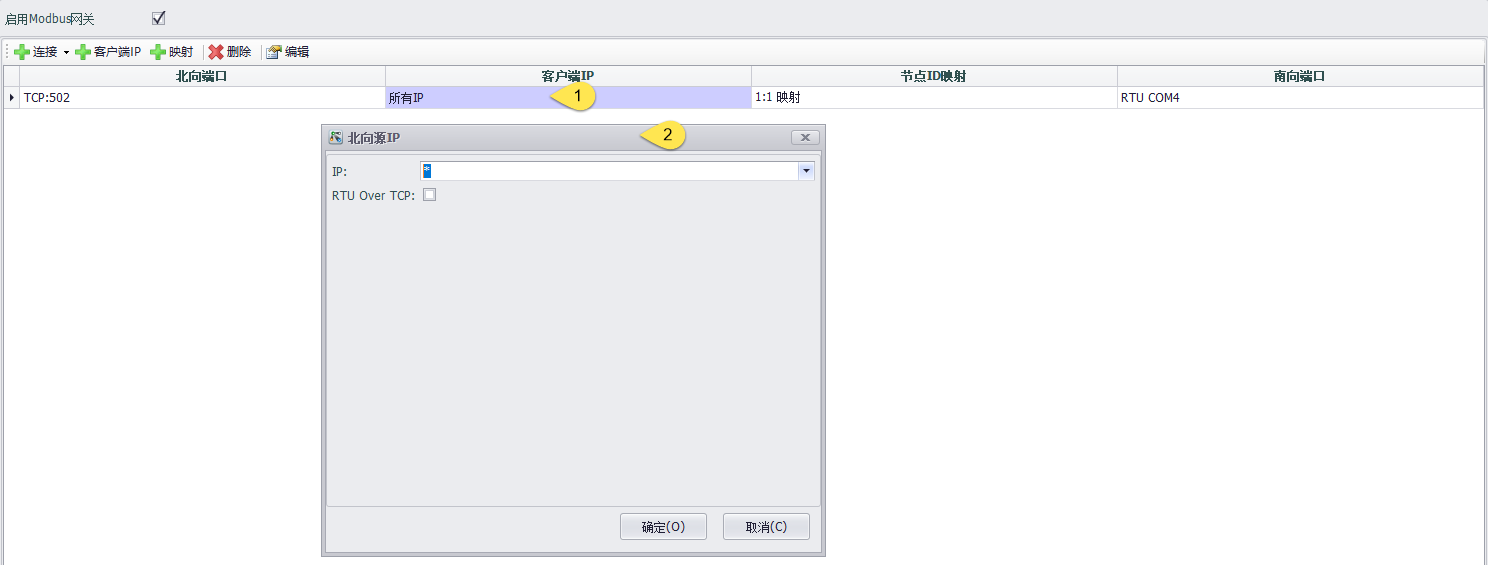 启用Modbus网关
连接 客户端IP 映射 删除 编辑
北向端口 客户端IP 节点ID映射 南向端口
TCP:502 所有IP 1:1 映射 RTU COM4
1
北向源IP 2
IP: *
RTU Over TCP:
确定(O) 取消(C)